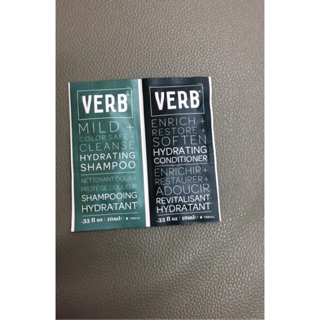 VERB
MILD +
COLOR SAFE +
CLEANSE
HYDRATING
SHAMPOO
NETTOYANT DOUX +
PROTEGE COULEUR
SHAMPOOING
HYDRATANT
.33 fl oz | 10ml℮
VERB
ENRICH +
RESTORE +
SOFTEN
HYDRATING
CONDITIONER
ENRICHIR +
RESTAURER +
ADOUCIR
REVITALISANT
HYDRATANT
.33 fl oz | 10ml℮